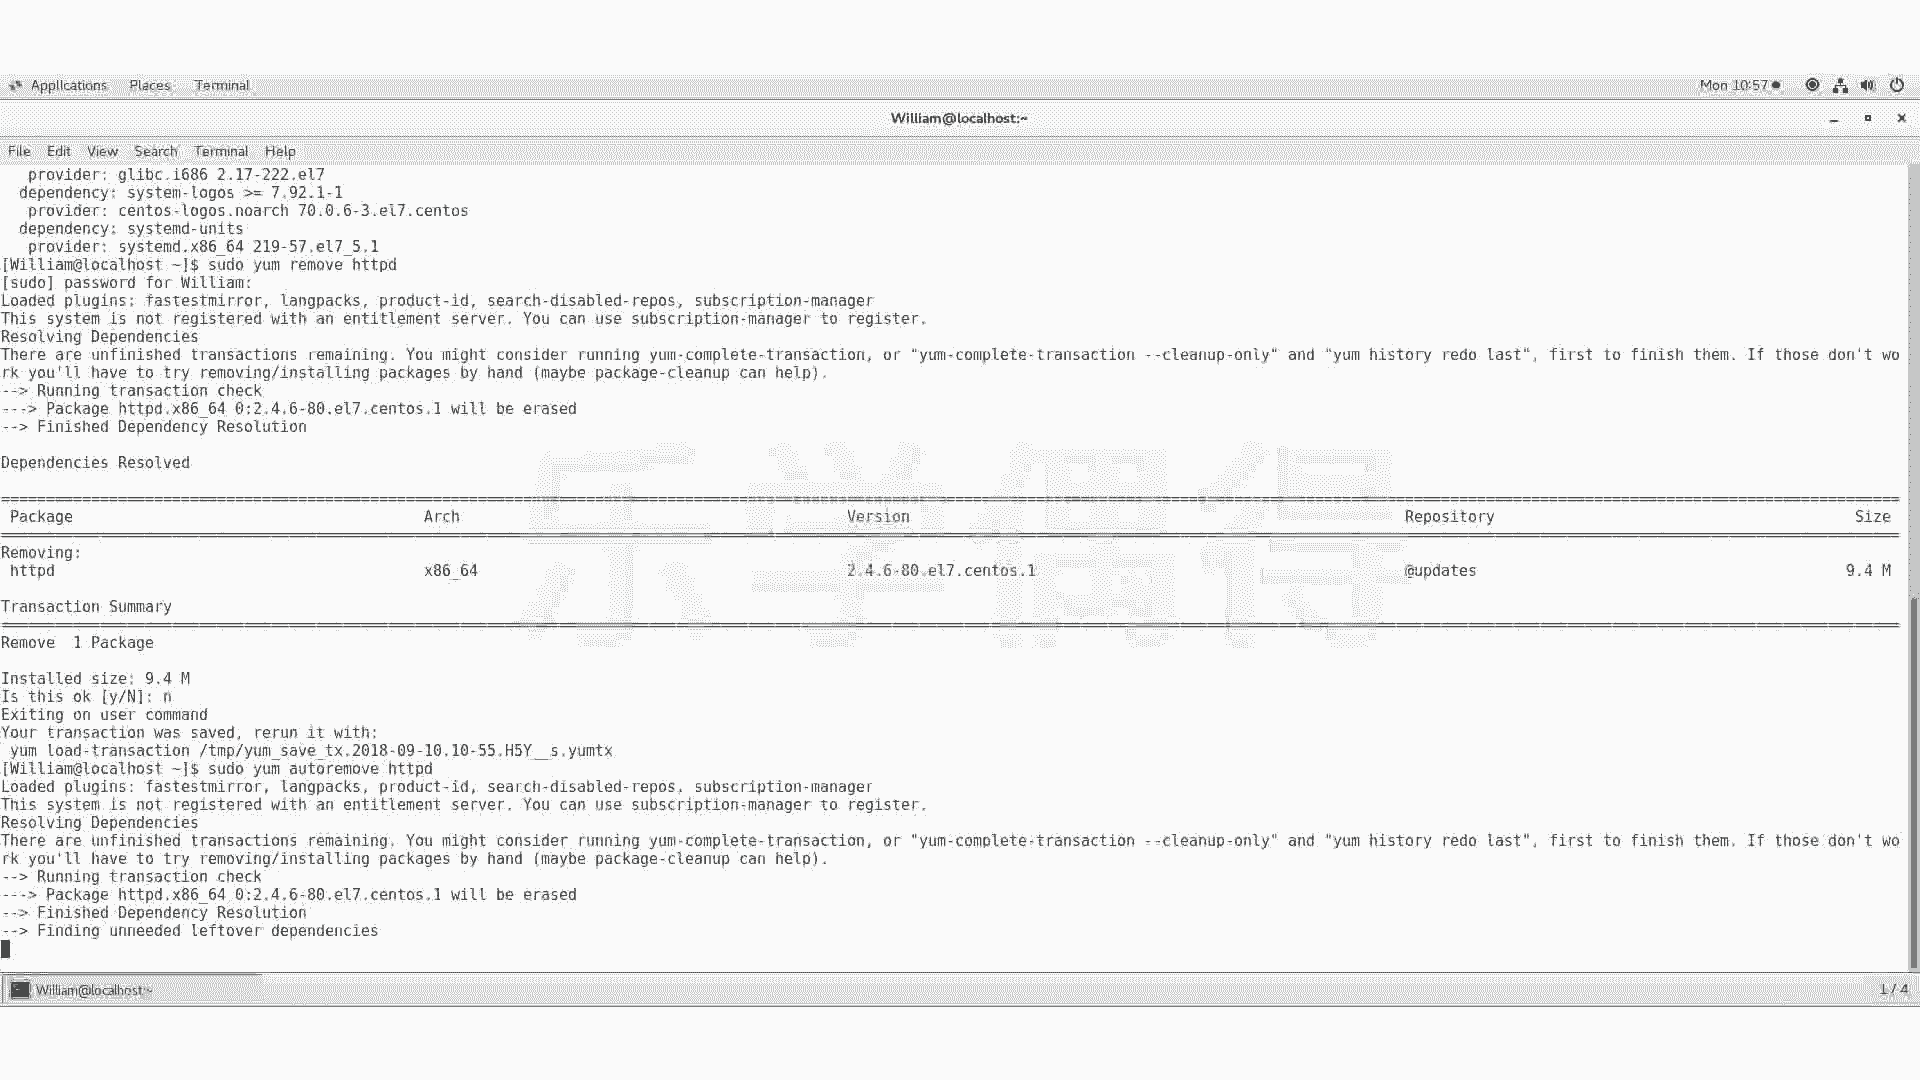 Applications Places Terminal Mon 10:57
William@localhost:~
File Edit View Search Terminal Help
provider: glibc.i686 2.17-222.el7
dependency: system-logos >= 7.92.1-1
provider: centos-logos.noarch 70.0.6-3.el7.centos
dependency: systemd-units
provider: systemd.x86_64 219-57.el7_5.1
[William@localhost ~]$ sudo yum remove httpd
[sudo] password for William:
Loaded plugins: fastestmirror, langpacks, product-id, search-disabled-repos, subscription-manager
This system is not registered with an entitlement server. You can use subscription-manager to register.
Resolving Dependencies
There are unfinished transactions remaining. You might consider running yum-complete-transaction, or "yum-complete-transaction --cleanup-only" and "yum history redo last", first to finish them. If those don't wo
rk you'll have to try removing/installing packages by hand (maybe package-cleanup can help).
--> Running transaction check
---> Package httpd.x86_64 0:2.4.6-80.el7.centos.1 will be erased
--> Finished Dependency Resolution
Dependencies Resolved
Package Arch Version Repository Size
Removing:
httpd x86_64 2.4.6-80.el7.centos.1 @updates 9.4 M
Transaction Summary
Remove 1 Package
Installed size: 9.4 M
Is this ok [y/N]: n
Exiting on user command
Your transaction was saved, rerun it with:
yum load-transaction /tmp/yum_save_tx.2018-09-10.10-55.H5Y__s.yumtx
[William@localhost ~]$ sudo yum autoremove httpd
Loaded plugins: fastestmirror, langpacks, product-id, search-disabled-repos, subscription-manager
This system is not registered with an entitlement server. You can use subscription-manager to register.
Resolving Dependencies
There are unfinished transactions remaining. You might consider running yum-complete-transaction, or "yum-complete-transaction --cleanup-only" and "yum history redo last", first to finish them. If those don't wo
rk you'll have to try removing/installing packages by hand (maybe package-cleanup can help).
--> Running transaction check
---> Package httpd.x86_64 0:2.4.6-80.el7.centos.1 will be erased
--> Finished Dependency Resolution
--> Finding unneeded leftover dependencies
William@localhost:~ 1 / 4